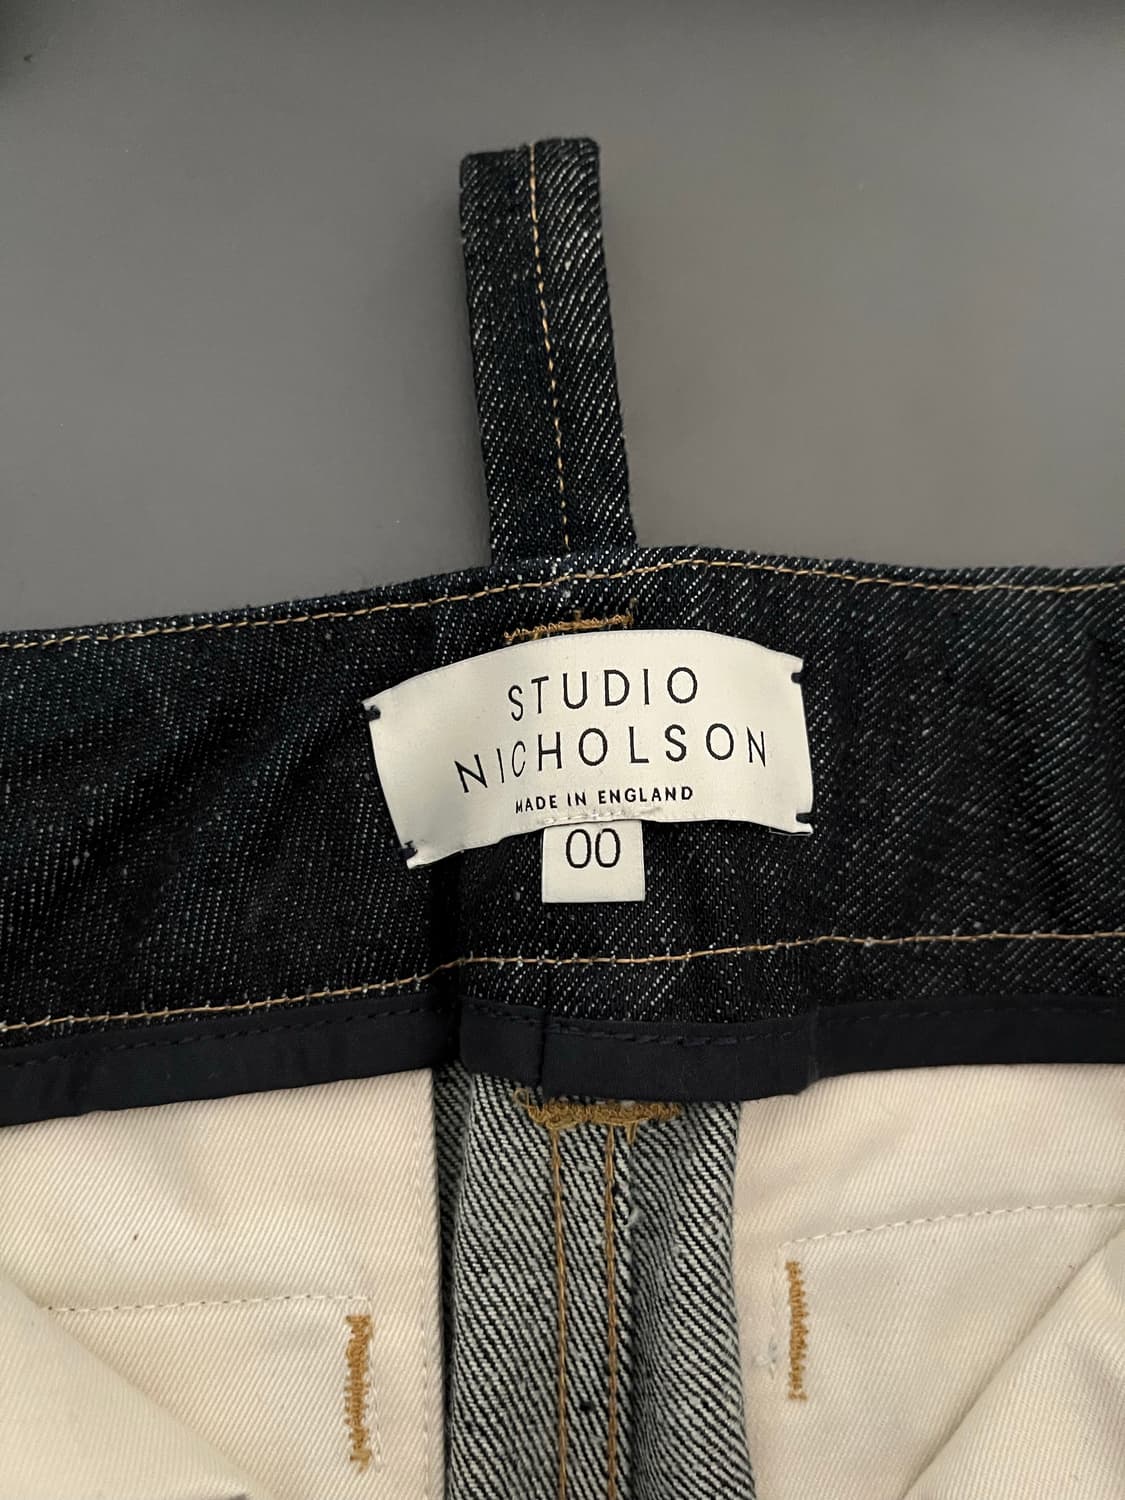 STUDIO
NICHOLSON
MADE IN ENGLAND
00